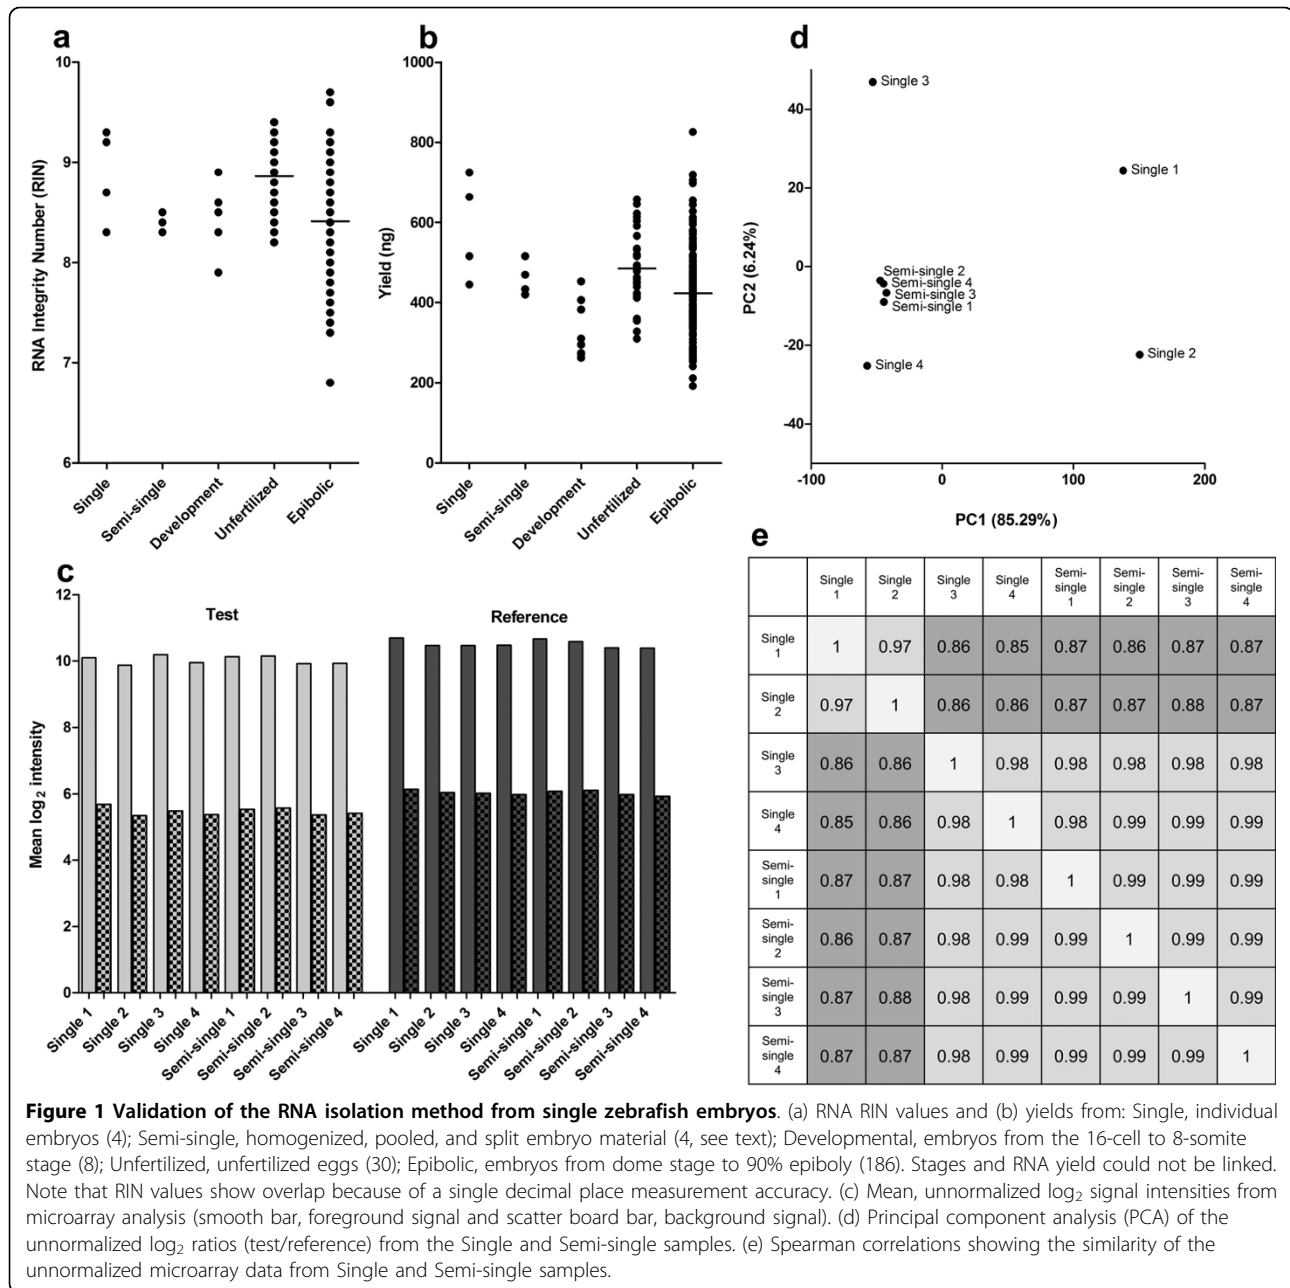 a
RNA Integrity Number (RIN)
10
9
8
7
6
Single
Semi-single
Development
Unfertilized
Epibolic
b
Yield (ng)
1000
800
600
400
200
0
Single
Semi-single
Development
Unfertilized
Epibolic
d
PC2 (6.24%)
40
20
0
-20
-40
Single 3
Single 1
Semi-single 2
Semi-single 4
Semi-single 3
Semi-single 1
Single 4
Single 2
-100
0
100
200
PC1 (85.29%)
c
Mean log2 intensity
12
10
8
6
4
2
0
Test
Reference
Single 1
Single 2
Single 3
Single 4
Semi-single 1
Semi-single 2
Semi-single 3
Semi-single 4
Single 1
Single 2
Single 3
Single 4
Semi-single 1
Semi-single 2
Semi-single 3
Semi-single 4
e
Single 1 Single 2 Single 3 Single 4 Semi-single 1 Semi-single 2 Semi-single 3 Semi-single 4
Single 1 1 0.97 0.86 0.85 0.87 0.86 0.87 0.87
Single 2 0.97 1 0.86 0.86 0.87 0.87 0.88 0.87
Single 3 0.86 0.86 1 0.98 0.98 0.98 0.98 0.98
Single 4 0.85 0.86 0.98 1 0.98 0.99 0.99 0.99
Semi-single 1 0.87 0.87 0.98 0.98 1 0.99 0.99 0.99
Semi-single 2 0.86 0.87 0.98 0.99 0.99 1 0.99 0.99
Semi-single 3 0.87 0.88 0.98 0.99 0.99 0.99 1 0.99
Semi-single 4 0.87 0.87 0.98 0.99 0.99 0.99 0.99 1
Figure 1 Validation of the RNA isolation method from single zebrafish embryos. (a) RNA RIN values and (b) yields from: Single, individual
embryos (4); Semi-single, homogenized, pooled, and split embryo material (4, see text); Developmental, embryos from the 16-cell to 8-somite
stage (8); Unfertilized, unfertilized eggs (30); Epibolic, embryos from dome stage to 90% epiboly (186). Stages and RNA yield could not be linked.
Note that RIN values show overlap because of a single decimal place measurement accuracy. (c) Mean, unnormalized log2 signal intensities from
microarray analysis (smooth bar, foreground signal and scatter board bar, background signal). (d) Principal component analysis (PCA) of the
unnormalized log2 ratios (test/reference) from the Single and Semi-single samples. (e) Spearman correlations showing the similarity of the
unnormalized microarray data from Single and Semi-single samples.